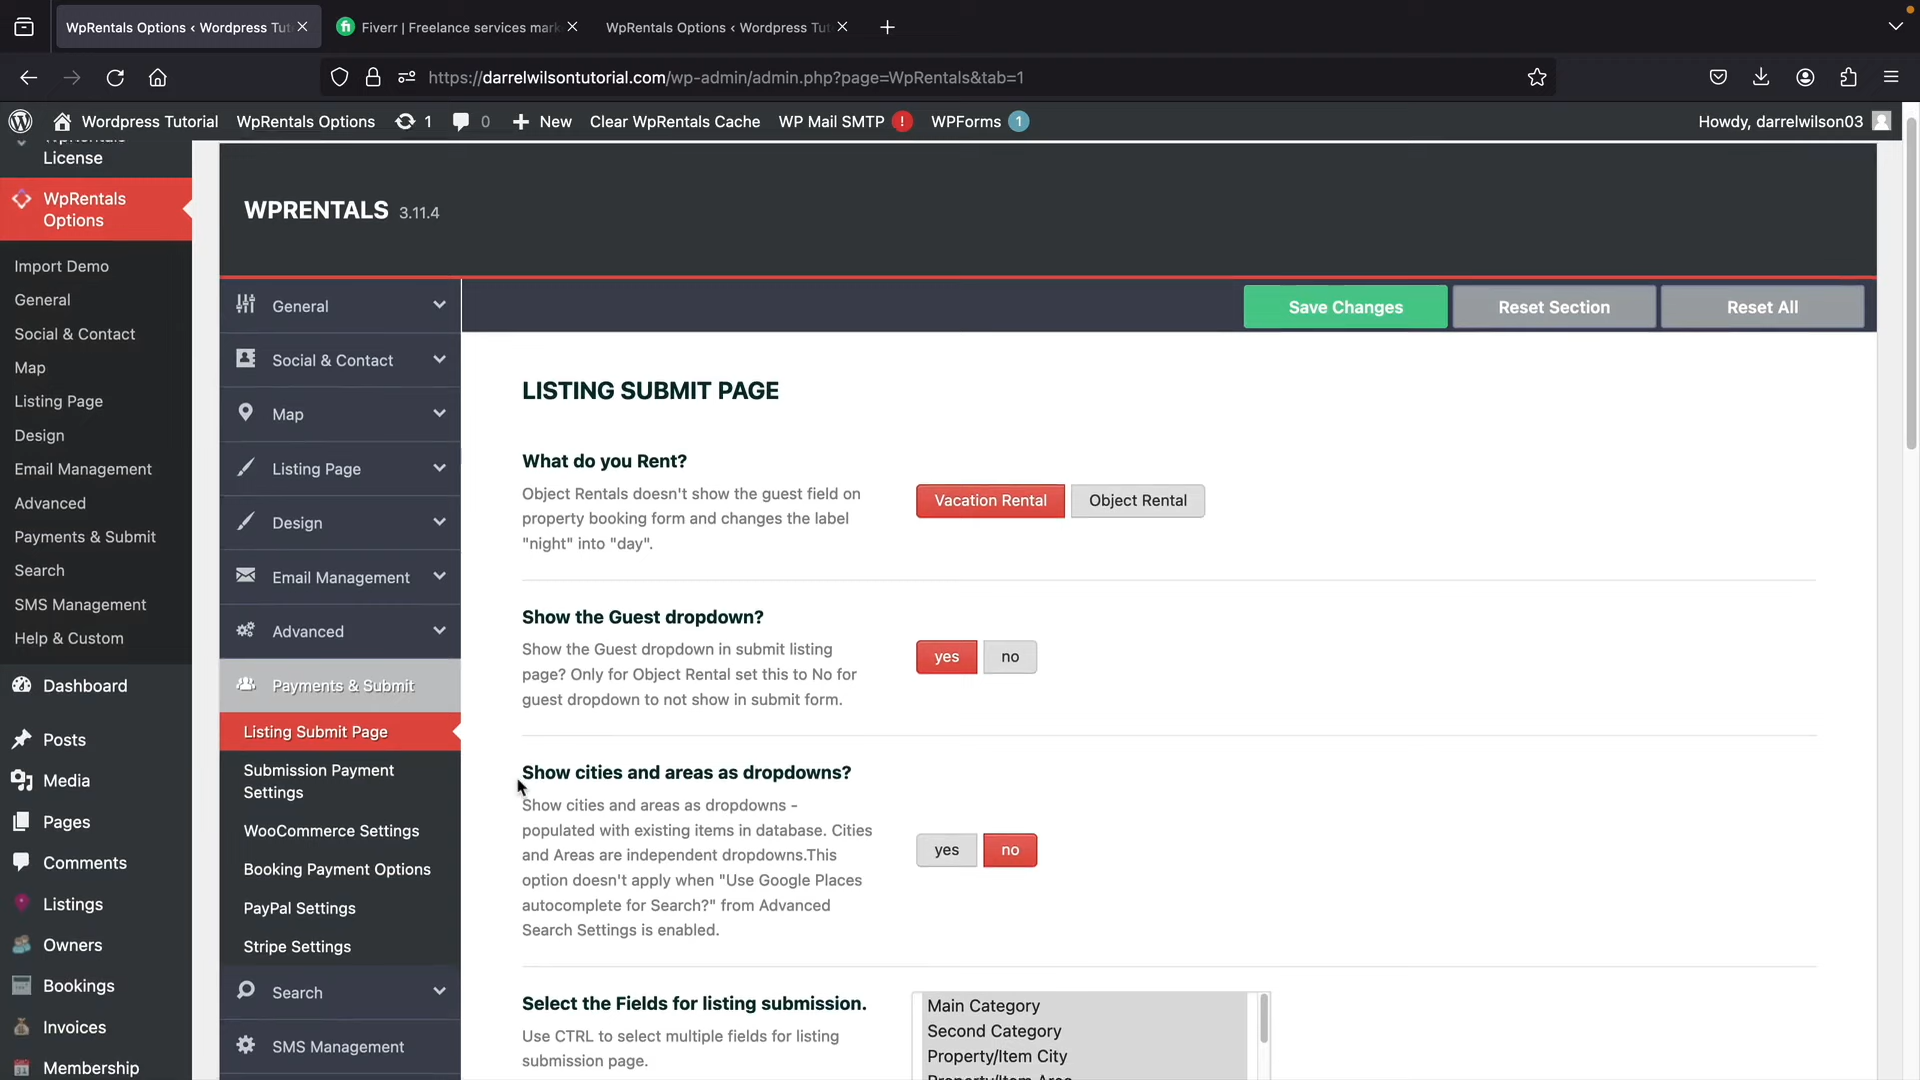 WpRentals Options ‹ Wordpress Tut
Fiverr | Freelance services mark
WpRentals Options ‹ Wordpress Tut
https://darrelwilsontutorial.com/wp-admin/admin.php?page=WpRentals&tab=1
Wordpress Tutorial
WpRentals Options
1
0
New
Clear WpRentals Cache
WP Mail SMTP !
WPForms 1
Howdy, darrelwilson03
WpRentals
License
WpRentals
Options
Import Demo
General
Social & Contact
Map
Listing Page
Design
Email Management
Advanced
Payments & Submit
Search
SMS Management
Help & Custom
Dashboard
Posts
Media
Pages
Comments
Listings
Owners
Bookings
Invoices
Membership
WPRENTALS 3.11.4
General
Social & Contact
Map
Listing Page
Design
Email Management
Advanced
Payments & Submit
Listing Submit Page
Submission Payment
Settings
WooCommerce Settings
Booking Payment Options
PayPal Settings
Stripe Settings
Search
SMS Management
Save Changes
Reset Section
Reset All
LISTING SUBMIT PAGE
What do you Rent?
Object Rentals doesn't show the guest field on
property booking form and changes the label
"night" into "day".
Vacation Rental
Object Rental
Show the Guest dropdown?
Show the Guest dropdown in submit listing
page? Only for Object Rental set this to No for
guest dropdown to not show in submit form.
yes
no
Show cities and areas as dropdowns?
Show cities and areas as dropdowns -
populated with existing items in database. Cities
and Areas are independent dropdowns.This
option doesn't apply when "Use Google Places
autocomplete for Search?" from Advanced
Search Settings is enabled.
yes
no
Select the Fields for listing submission.
Use CTRL to select multiple fields for listing
submission page.
Main Category
Second Category
Property/Item City
Property/Item Area